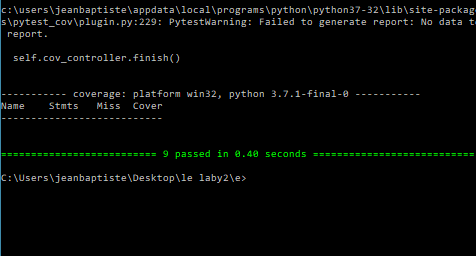 c:\users\jeanbaptiste\appdata\local\programs\python\python37-32\lib\site-package
s\pytest_cov\plugin.py:229: PytestWarning: Failed to generate report: No data to
report.
self.cov_controller.finish()
----------- coverage: platform win32, python 3.7.1-final-0 -----------
Name    Stmts   Miss  Cover
---------------------------
========================== 9 passed in 0.40 seconds ===========================
C:\Users\jeanbaptiste\Desktop\le laby2\e>